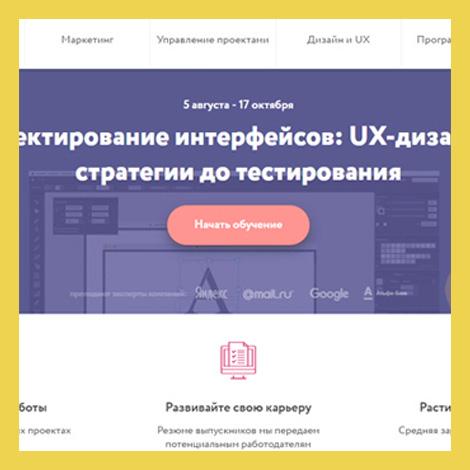 Маркетинг Управление проектами Дизайн и UX Програ
5 августа - 17 октября
ектирование интерфейсов: UX-диза
стратегии до тестирования
Начать обучение
преподают эксперты компаний: Яндекс @mail.ru Google А Альфа-Банк
боты Развивайте свою карьеру Расти
их проектах Резюме выпускников мы передаем Средняя за
потенциальным работодателям